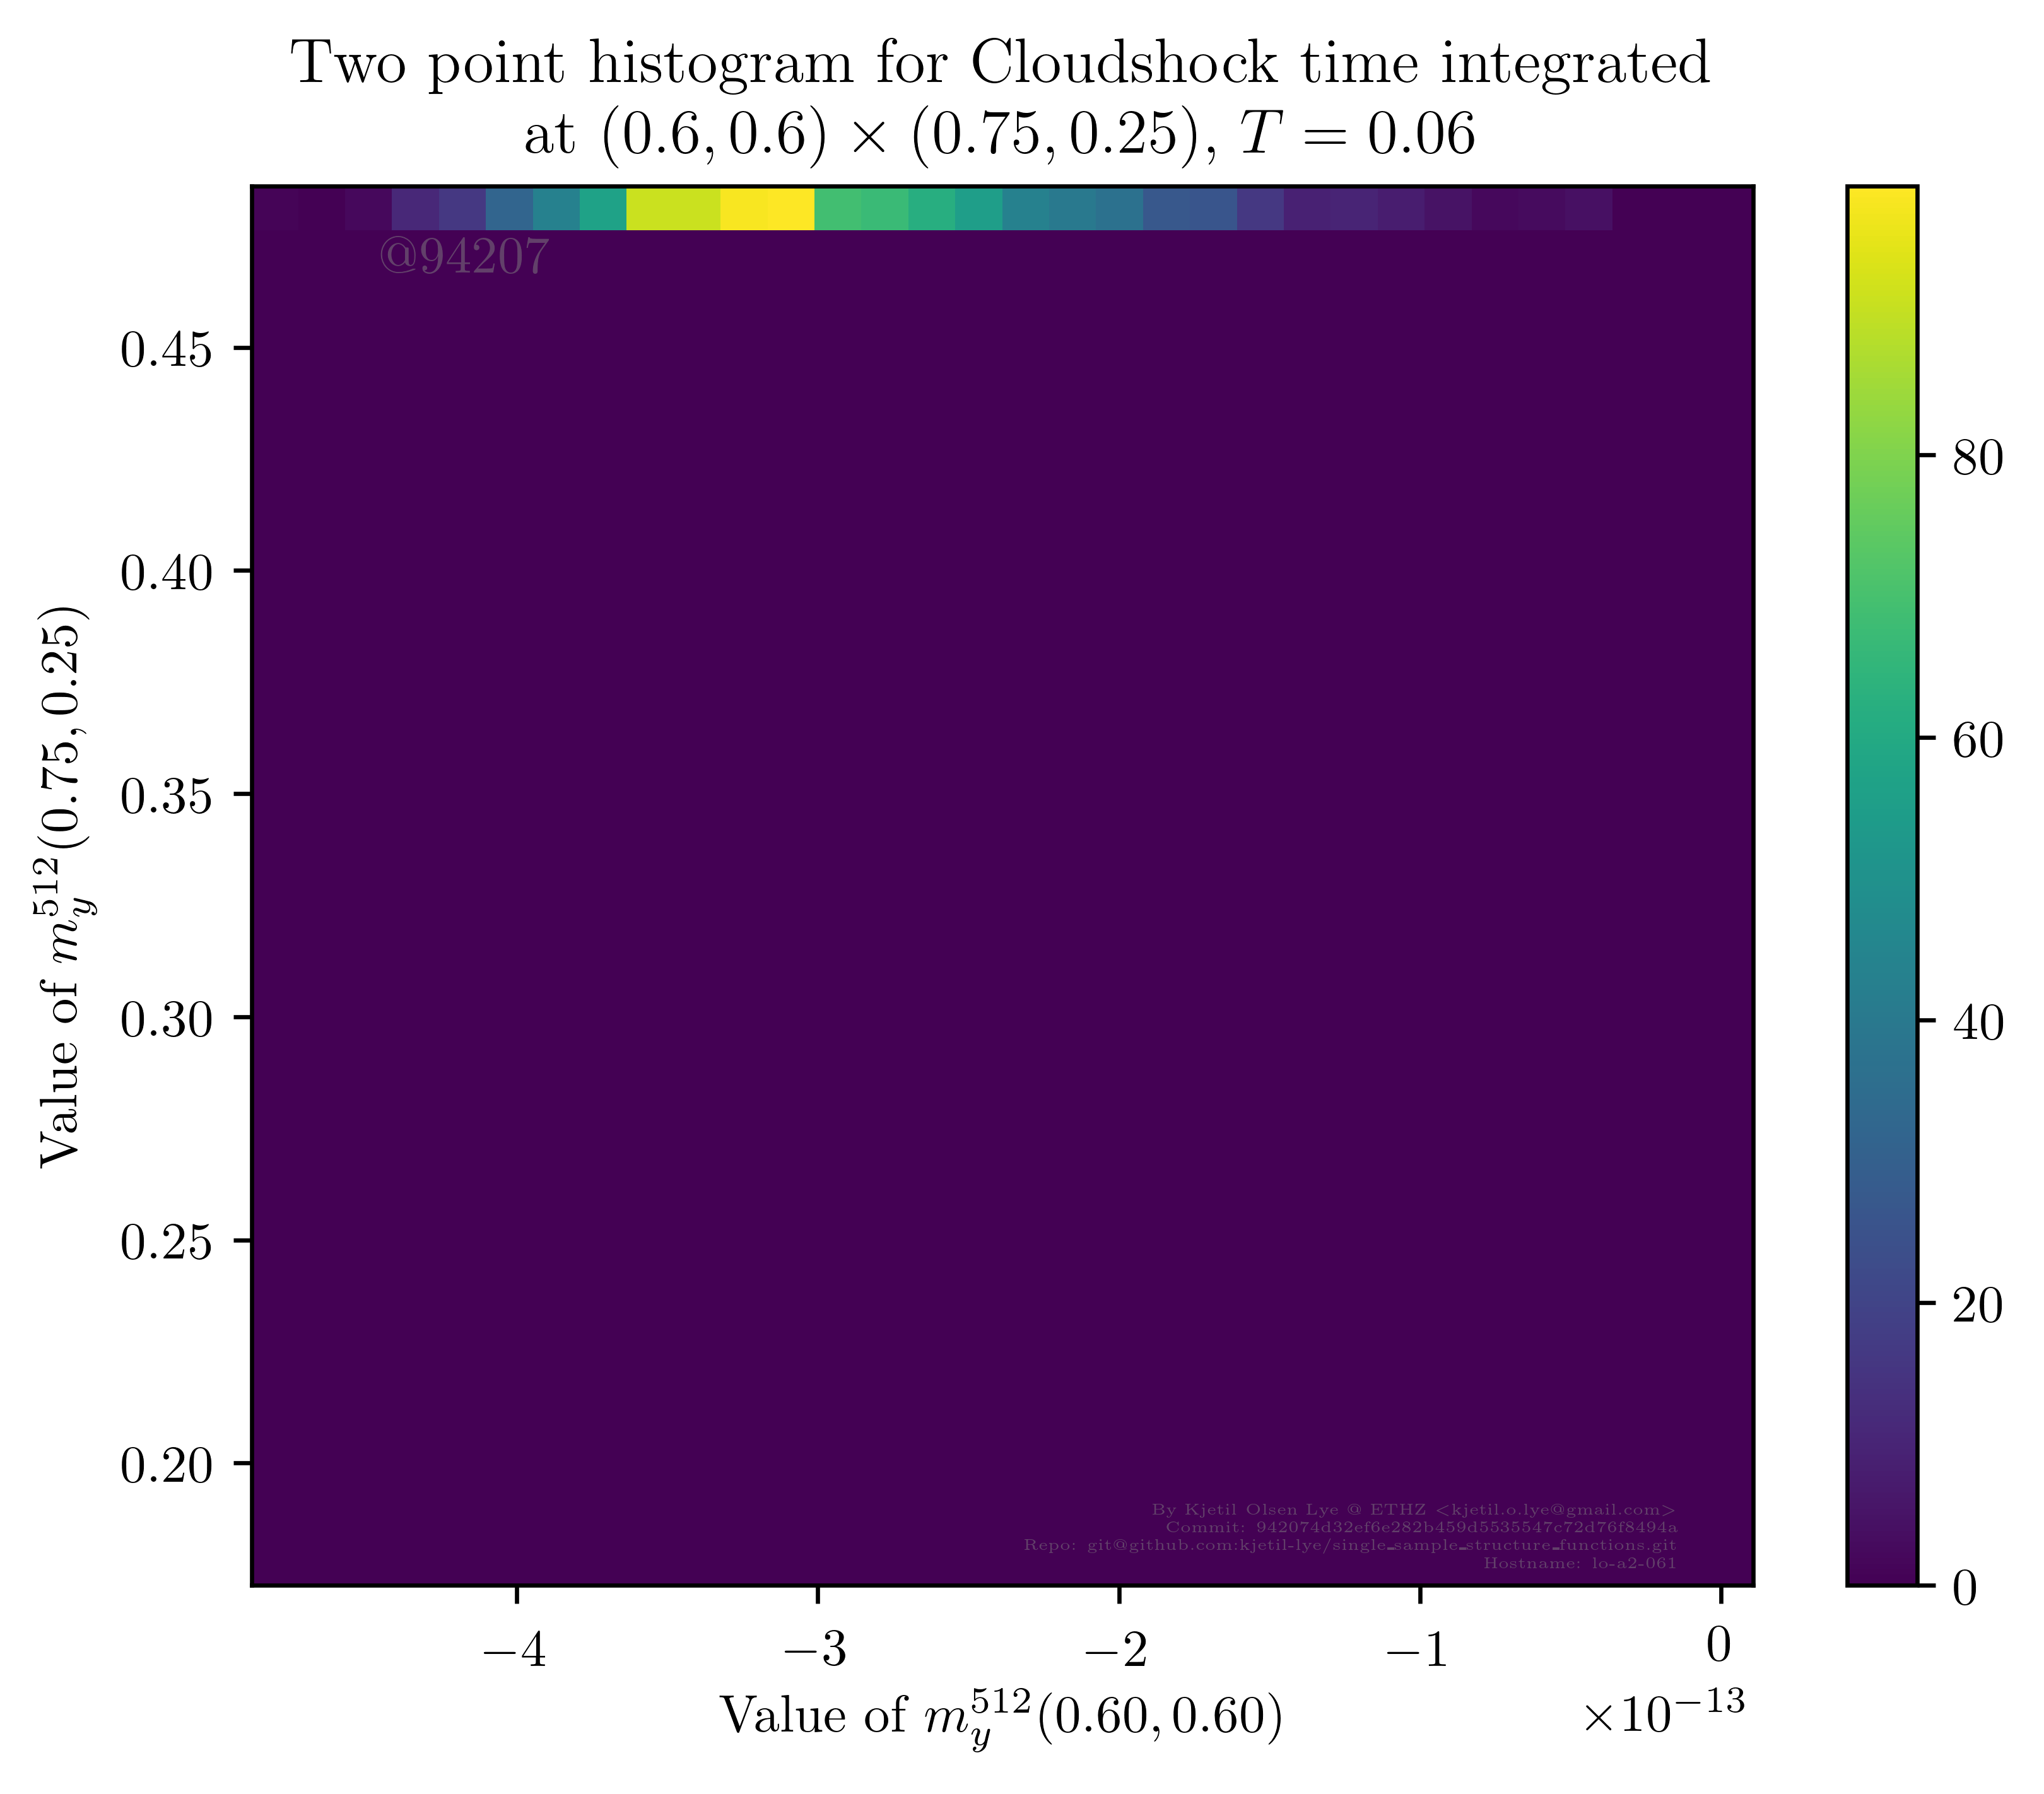 Two point histogram for Cloudshock time integrated
at (0.6, 0.6) × (0.75, 0.25), T = 0.06
@94207
0.45
0.40
0.35
0.30
0.25
0.20
Value of m_y^{512}(0.75, 0.25)
80
60
40
20
0
By Kjetil Olsen Lye @ ETHZ <kjetil.o.lye@gmail.com>
Commit: 942074d32ef6e282b459d5535547c72d76f8494a
Repo: git@github.com:kjetil-lye/single_sample_structure_functions.git
Hostname: lo-a2-061
−4 −3 −2 −1 0
×10^{−13}
Value of m_y^{512}(0.60, 0.60)